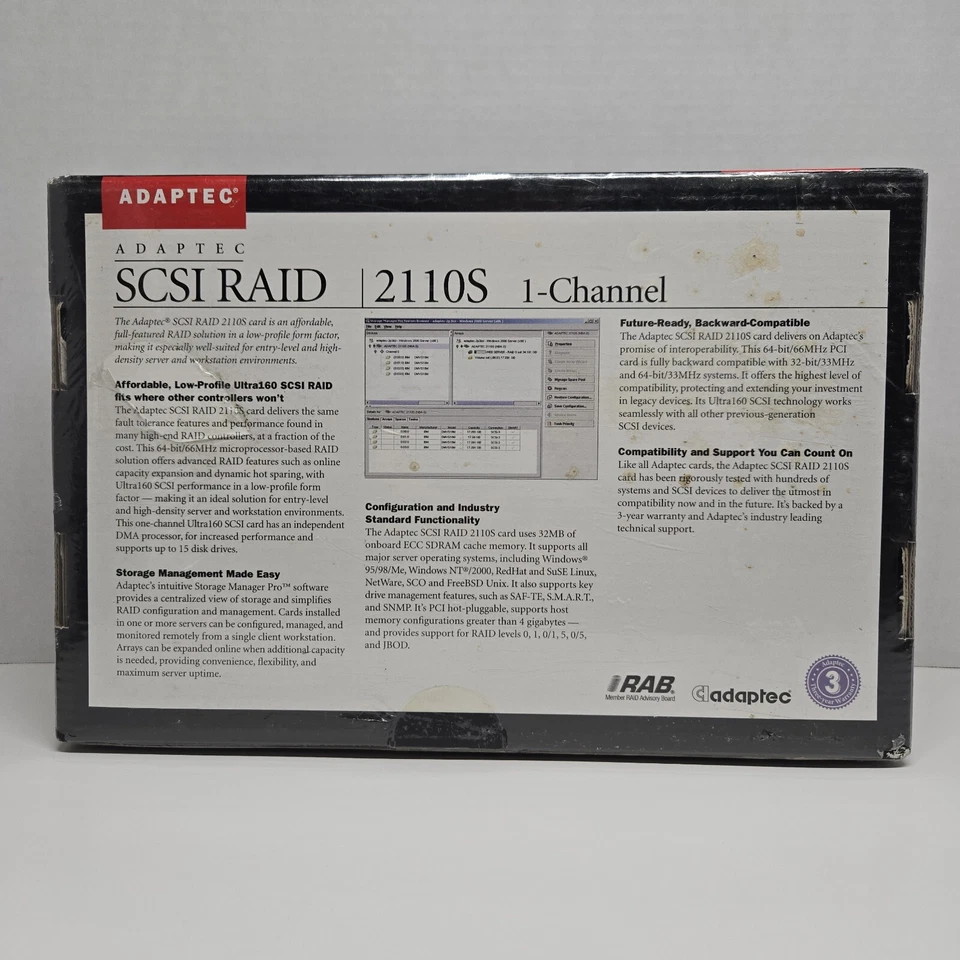 ADAPTEC®
ADAPTEC
SCSI RAID | 2110S 1-Channel
The Adaptec® SCSI RAID 2110S card is an affordable,
full-featured RAID solution in a low-profile form factor,
making it especially well-suited for entry-level and high-
density server and workstation environments.
Affordable, Low-Profile Ultra160 SCSI RAID
fits where other controllers won't
The Adaptec SCSI RAID 2110S card delivers the same
fault tolerance features and performance found in
many high-end RAID controllers, at a fraction of the
cost. This 64-bit/66MHz microprocessor-based RAID
solution offers advanced RAID features such as online
capacity expansion and dynamic hot sparing, with
Ultra160 SCSI performance in a low-profile form
factor — making it an ideal solution for entry-level
and high-density server and workstation environments.
This one-channel Ultra160 SCSI card has an independent
DMA processor, for increased performance and
supports up to 15 disk drives.
Storage Management Made Easy
Adaptec's intuitive Storage Manager Pro™ software
provides a centralized view of storage and simplifies
RAID configuration and management. Cards installed
in one or more servers can be configured, managed, and
monitored remotely from a single client workstation.
Arrays can be expanded online when additional capacity
is needed, providing convenience, flexibility, and
maximum server uptime.
Configuration and Industry
Standard Functionality
The Adaptec SCSI RAID 2110S card uses 32MB of
onboard ECC SDRAM cache memory. It supports all
major server operating systems, including Windows®
95/98/Me, Windows NT®/2000, RedHat and SuSE Linux,
NetWare, SCO and FreeBSD Unix. It also supports key
drive management features, such as SAF-TE, S.M.A.R.T.,
and SNMP. It's PCI hot-pluggable, supports host
memory configurations greater than 4 gigabytes —
and provides support for RAID levels 0, 1, 0/1, 5, 0/5,
and JBOD.
Future-Ready, Backward-Compatible
The Adaptec SCSI RAID 2110S card delivers on Adaptec's
promise of interoperability. This 64-bit/66MHz PCI
card is fully backward compatible with 32-bit/33MHz
and 64-bit/33MHz systems. It offers the highest level of
compatibility, protecting and extending your investment
in legacy devices. Its Ultra160 SCSI technology works
seamlessly with all other previous-generation
SCSI devices.
Compatibility and Support You Can Count On
Like all Adaptec cards, the Adaptec SCSI RAID 2110S
card has been rigorously tested with hundreds of
systems and SCSI devices to deliver the utmost in
compatibility now and in the future. It's backed by a
3-year warranty and Adaptec's industry leading
technical support.
RAB®
Member RAID Advisory Board
adaptec
Adaptec
3